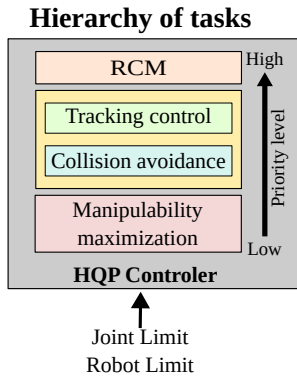 Hierarchy of tasks
RCM
High
Tracking control
Collision avoidance
Priority level
Manipulability
maximization
Low
HQP Controler
Joint Limit
Robot Limit